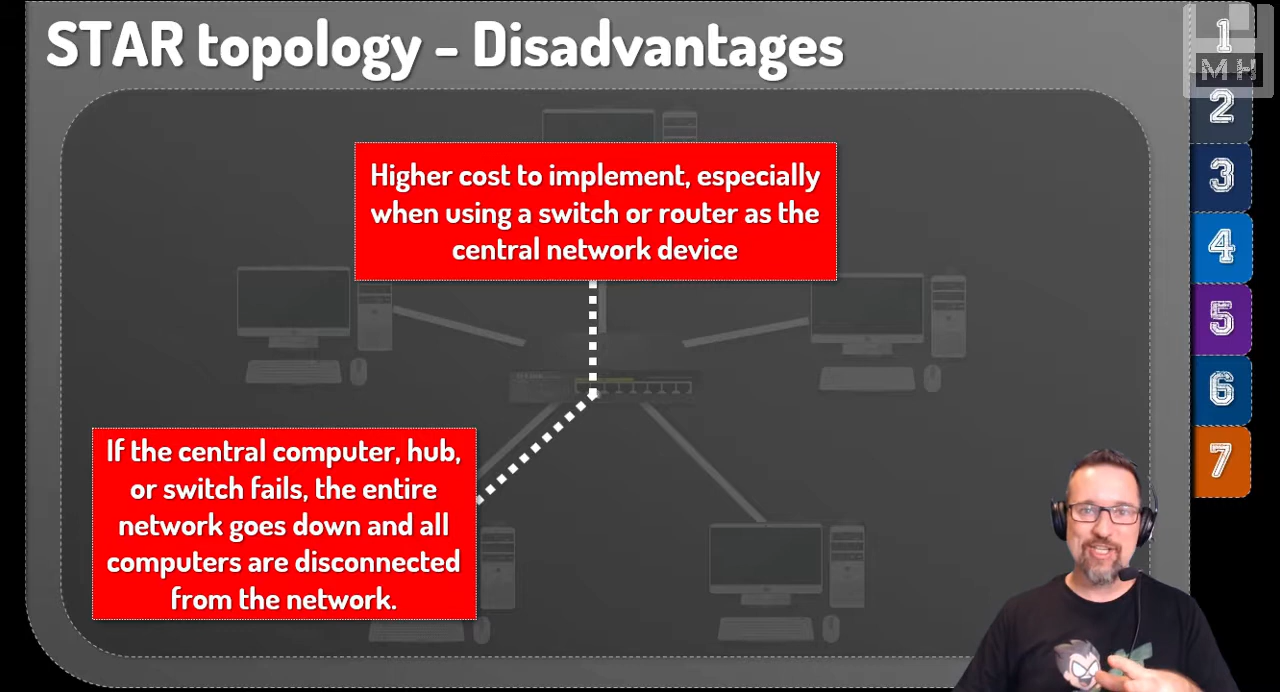 STAR topology - Disadvantages
Higher cost to implement, especially
when using a switch or router as the
central network device
If the central computer, hub,
or switch fails, the entire
network goes down and all
computers are disconnected
from the network.
1
M H
2
3
4
5
6
7